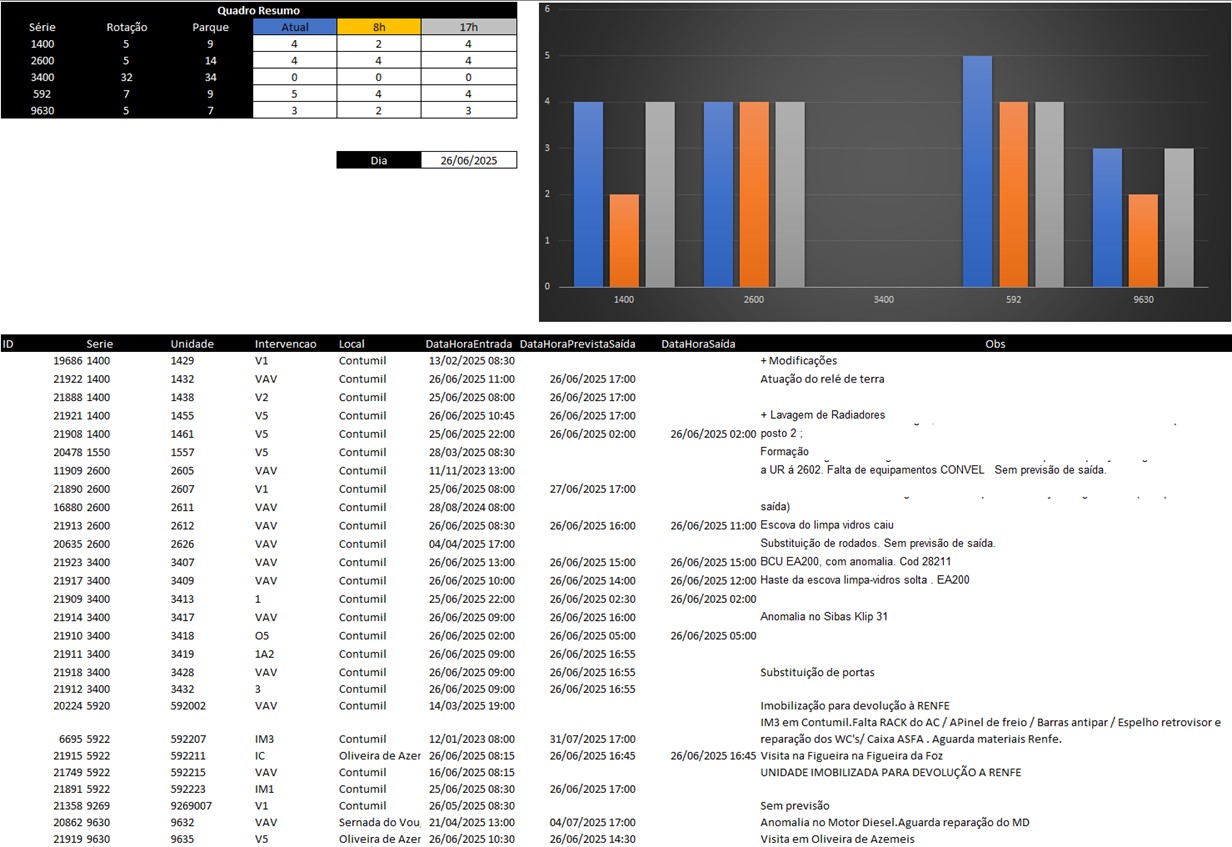 Quadro Resumo
Série Rotação Parque Atual 8h 17h
1400 5 9 4 2 4
2600 5 14 4 4 4
3400 32 34 0 0 0
592 7 9 5 4 4
9630 5 7 3 2 3
Dia 26/06/2025
6
5
4
3
2
1
0
1400 2600 3400 592 9630
ID Serie Unidade Intervencao Local DataHoraEntrada DataHoraPrevistaSaída DataHoraSaída Obs
19686 1400 1429 V1 Contumil 13/02/2025 08:30 + Modificações
21922 1400 1432 VAV Contumil 26/06/2025 11:00 26/06/2025 17:00 Atuação do relé de terra
21888 1400 1438 V2 Contumil 25/06/2025 08:00 26/06/2025 17:00
21921 1400 1455 V5 Contumil 26/06/2025 10:45 26/06/2025 17:00 + Lavagem de Radiadores
21908 1400 1461 V5 Contumil 25/06/2025 22:00 26/06/2025 02:00 26/06/2025 02:00 posto 2 ;
20478 1550 1557 V5 Contumil 28/03/2025 08:30 Formação
11909 2600 2605 VAV Contumil 11/11/2023 13:00 a UR á 2602. Falta de equipamentos CONVEL Sem previsão de saída.
21890 2600 2607 V1 Contumil 25/06/2025 08:00 27/06/2025 17:00
16880 2600 2611 VAV Contumil 28/08/2024 08:00 saída)
21913 2600 2612 VAV Contumil 26/06/2025 08:30 26/06/2025 16:00 26/06/2025 11:00 Escova do limpa vidros caiu
20635 2600 2626 VAV Contumil 04/04/2025 17:00 Substituição de rodados. Sem previsão de saída.
21923 3400 3407 VAV Contumil 26/06/2025 13:00 26/06/2025 15:00 26/06/2025 15:00 BCU EA200, com anomalia. Cod 28211
21917 3400 3409 VAV Contumil 26/06/2025 10:00 26/06/2025 14:00 26/06/2025 12:00 Haste da escova limpa-vidros solta . EA200
21909 3400 3413 1 Contumil 25/06/2025 22:00 26/06/2025 02:30 26/06/2025 02:00
21914 3400 3417 VAV Contumil 26/06/2025 09:00 26/06/2025 16:00 Anomalia no Sibas Klip 31
21910 3400 3418 O5 Contumil 26/06/2025 02:00 26/06/2025 05:00 26/06/2025 05:00
21911 3400 3419 1A2 Contumil 26/06/2025 09:00 26/06/2025 16:55
21918 3400 3428 VAV Contumil 26/06/2025 09:00 26/06/2025 16:55 Substituição de portas
21912 3400 3432 3 Contumil 26/06/2025 09:00 26/06/2025 16:55
20224 5920 592002 VAV Contumil 14/03/2025 19:00 Imobilização para devolução à RENFE
IM3 em Contumil.Falta RACK do AC / APinel de freio / Barras antipar / Espelho retrovisor e
6695 5922 592207 IM3 Contumil 12/01/2023 08:00 31/07/2025 17:00 reparação dos WC's/ Caixa ASFA . Aguarda materiais Renfe.
21915 5922 592211 IC Oliveira de Azer 26/06/2025 08:15 26/06/2025 16:45 26/06/2025 16:45 Visita na Figueira na Figueira da Foz
21749 5922 592215 VAV Contumil 16/06/2025 08:15 UNIDADE IMOBILIZADA PARA DEVOLUÇÃO A RENFE
21891 5922 592223 IM1 Contumil 25/06/2025 08:30 26/06/2025 17:00
21358 9269 9269007 V1 Contumil 26/05/2025 08:30 Sem previsão
20862 9630 9632 VAV Sernada do Vou 21/04/2025 13:00 04/07/2025 17:00 Anomalia no Motor Diesel.Aguarda reparação do MD
21919 9630 9635 V5 Oliveira de Azer 26/06/2025 10:30 26/06/2025 14:30 Visita em Oliveira de Azemeis